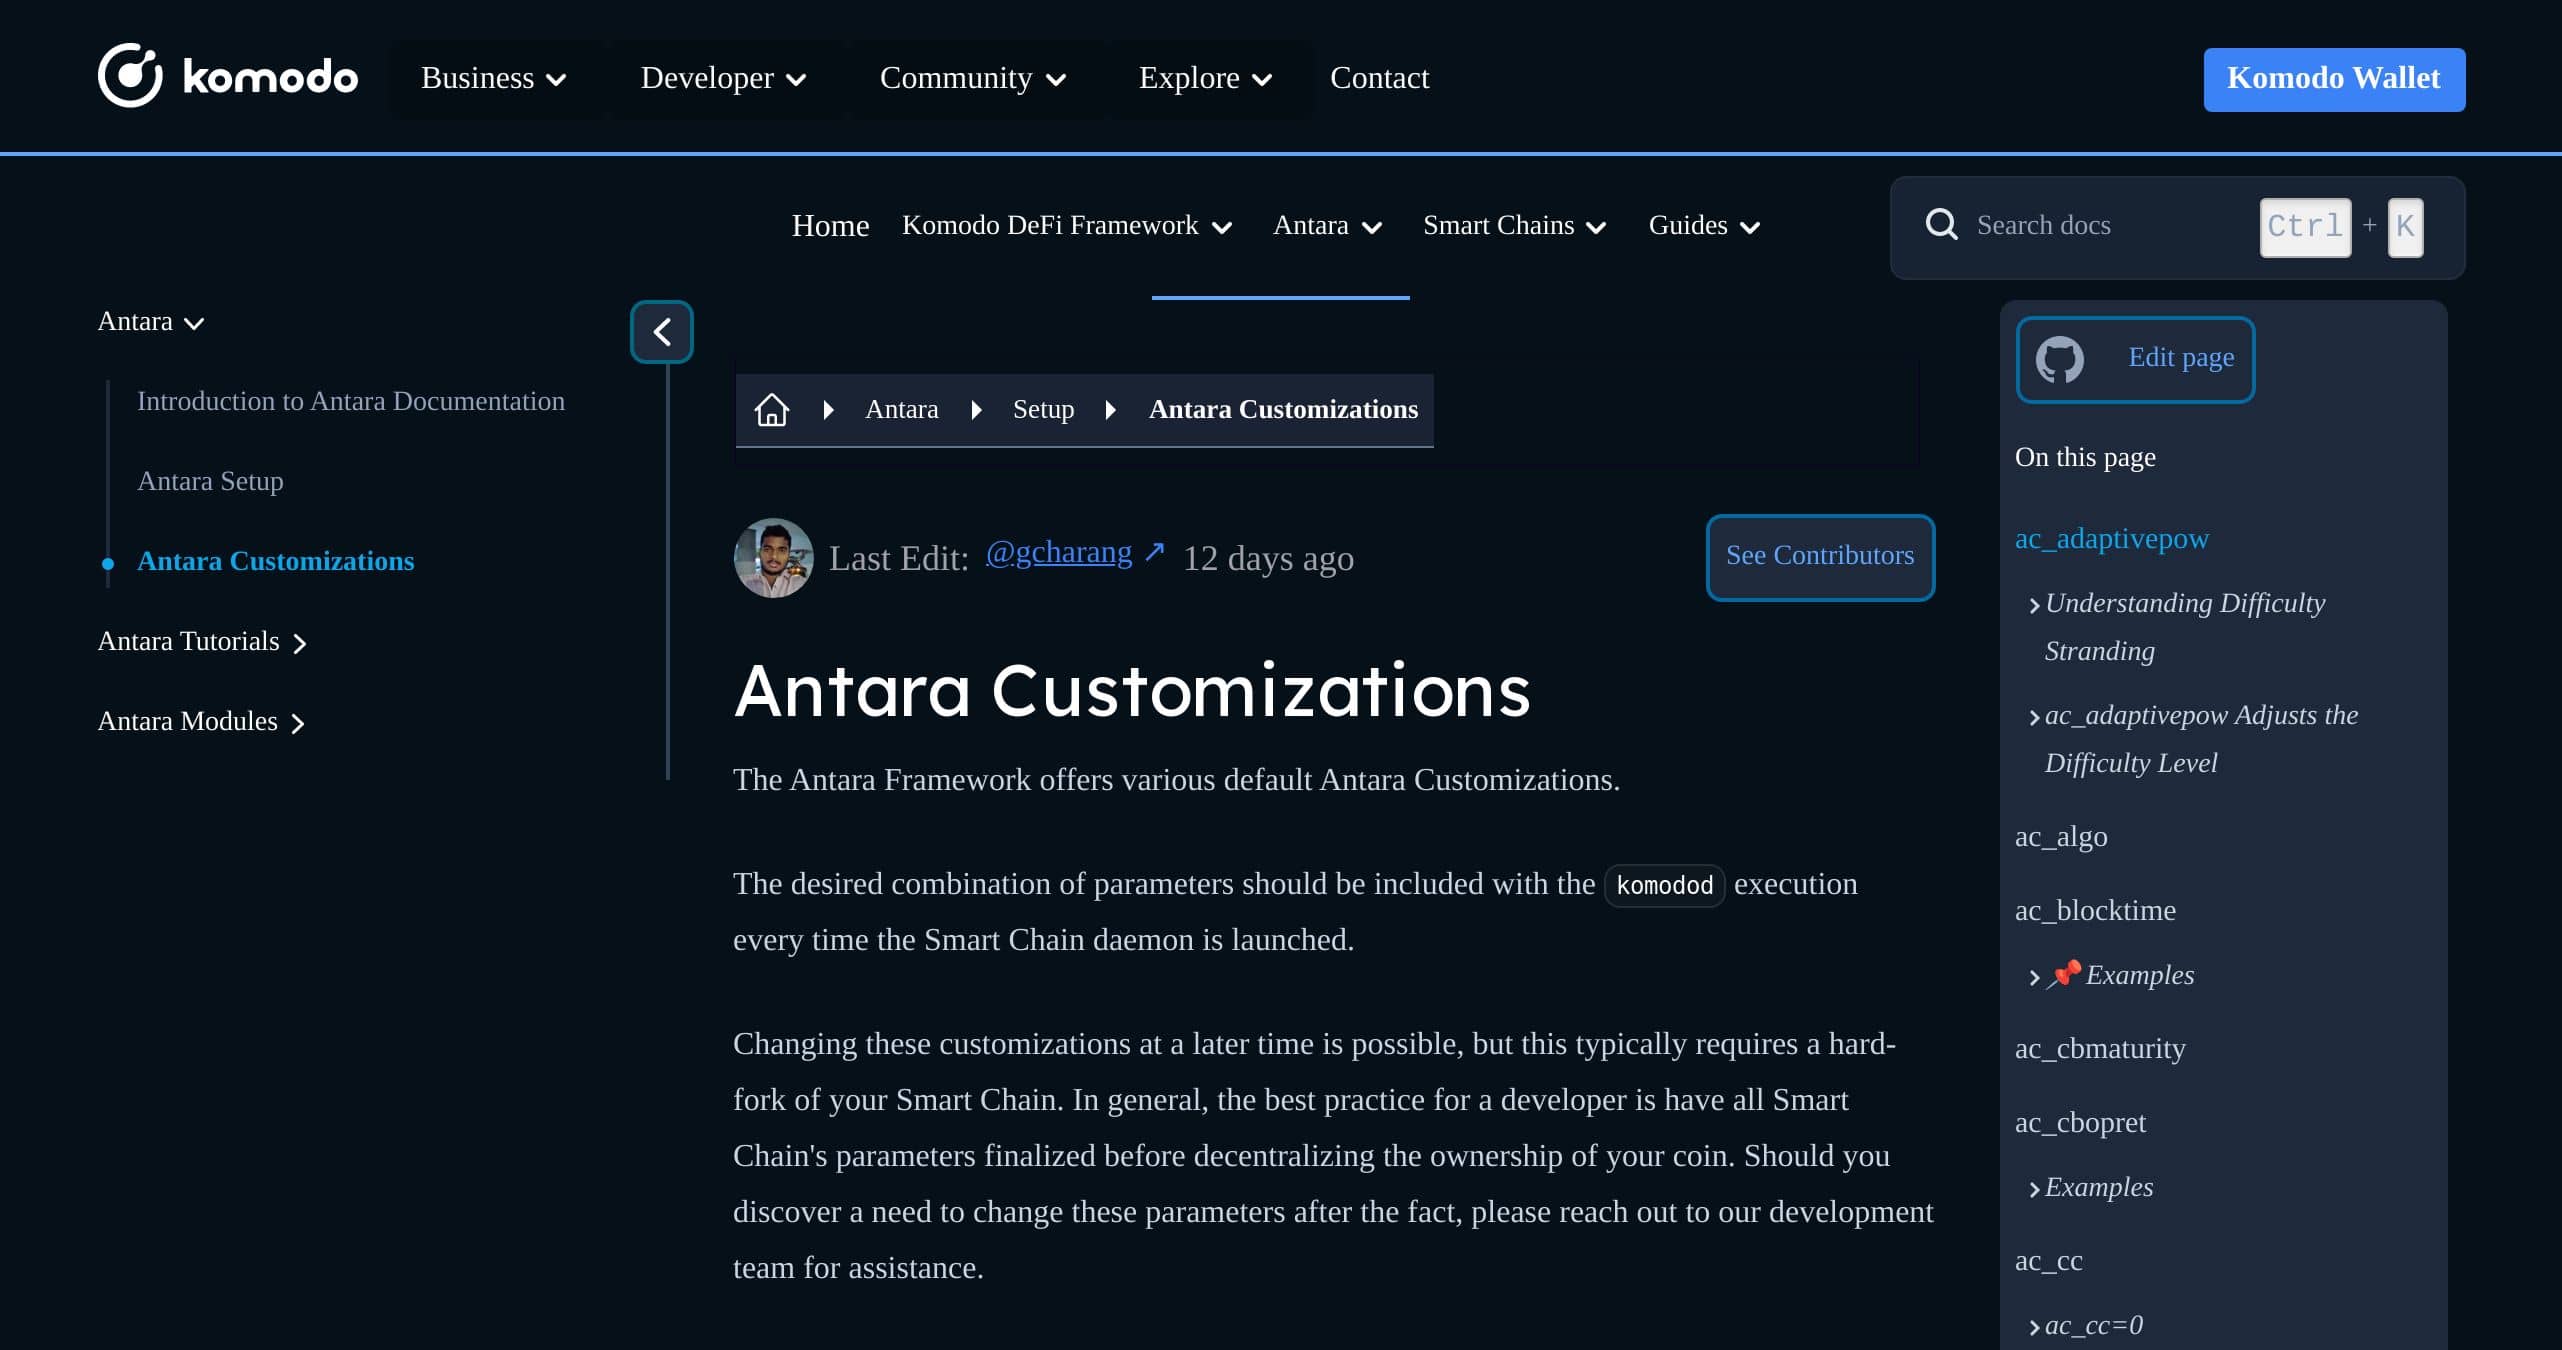 komodo
Business
Developer
Community
Explore
Contact
Komodo Wallet
Home
Komodo DeFi Framework
Antara
Smart Chains
Guides
Search docs
Ctrl + K
Antara
Introduction to Antara Documentation
Antara Setup
Antara Customizations
Antara Tutorials
Antara Modules
Antara
Setup
Antara Customizations
Last Edit: @gcharang ↗ 12 days ago
See Contributors
Antara Customizations
The Antara Framework offers various default Antara Customizations.
The desired combination of parameters should be included with the komodod execution
every time the Smart Chain daemon is launched.
Changing these customizations at a later time is possible, but this typically requires a hard-
fork of your Smart Chain. In general, the best practice for a developer is have all Smart
Chain's parameters finalized before decentralizing the ownership of your coin. Should you
discover a need to change these parameters after the fact, please reach out to our development
team for assistance.
Edit page
On this page
ac_adaptivepow
Understanding Difficulty
Stranding
ac_adaptivepow Adjusts the
Difficulty Level
ac_algo
ac_blocktime
📌 Examples
ac_cbmaturity
ac_cbopret
Examples
ac_cc
ac_cc=0